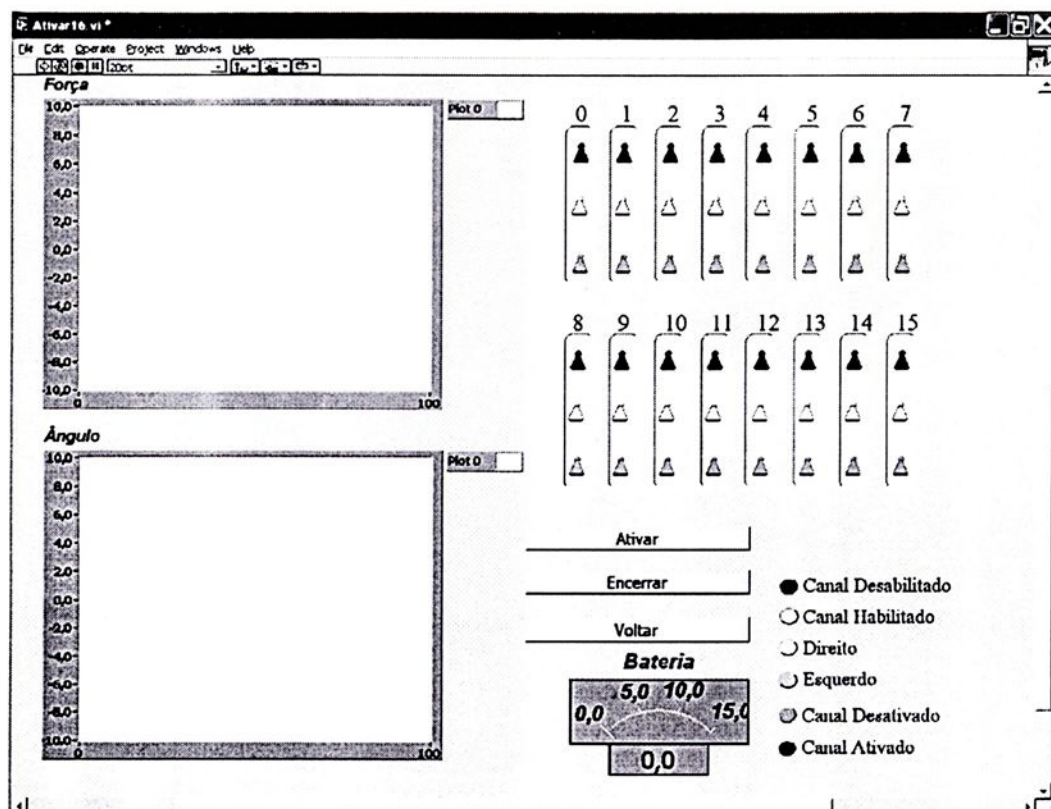 Ativar16.vi *
File Edit Operate Project Windows Help
20pt
Força
Plot 0
10,0
8,0
6,0
4,0
2,0
0,0
-2,0
-4,0
-6,0
-8,0
-10,0
0 100
0 1 2 3 4 5 6 7
8 9 10 11 12 13 14 15
Ângulo
Plot 0
10,0
8,0
6,0
4,0
2,0
0,0
-2,0
-4,0
-6,0
-8,0
-10,0
0 100
Ativar
Encerrar
Voltar
Bateria
0,0 5,0 10,0 15,0
0,0
Canal Desabilitado
Canal Habilitado
Direito
Esquerdo
Canal Desativado
Canal Ativado